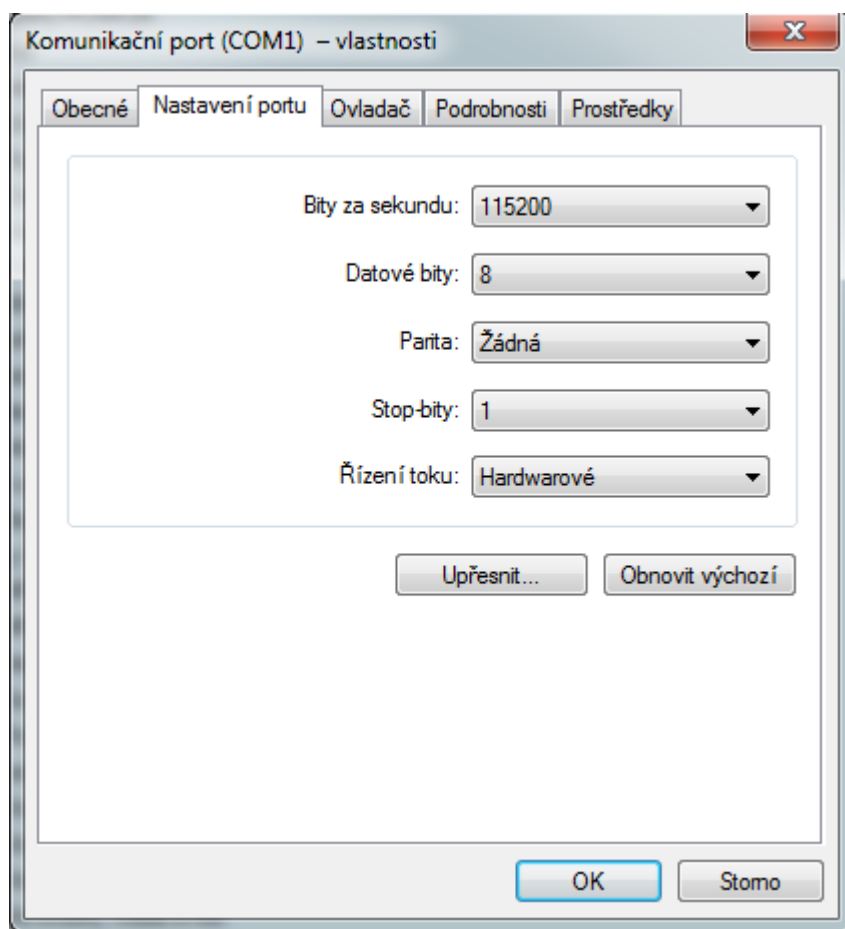 Komunikační port (COM1) – vlastnosti
Obecné Nastavení portu Ovladač Podrobnosti Prostředky
Bity za sekundu: 115200
Datové bity: 8
Parita: Žádná
Stop-bity: 1
Řízení toku: Hardwarové
Upřesnit... Obnovit výchozí
OK Storno